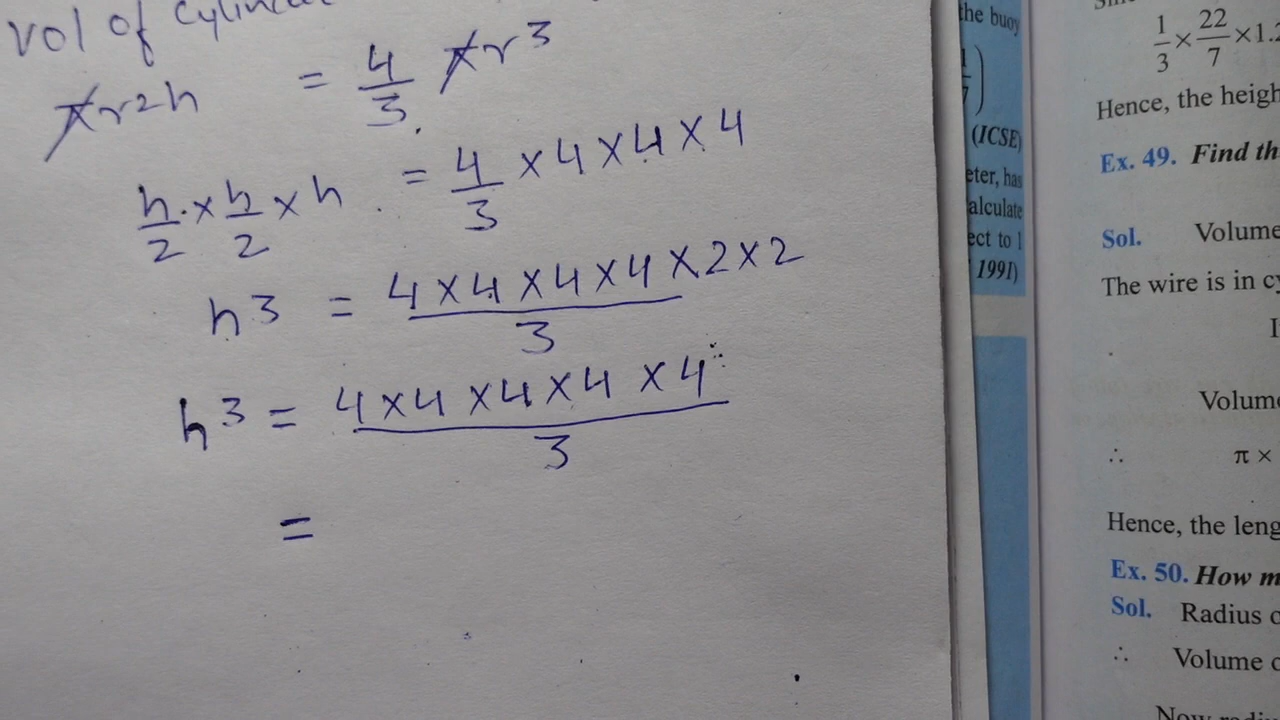 Vol of Cylinder
πr2h = 4/3 πr3
h/2 × h/2 × h = 4/3 × 4 × 4 × 4
h3 = 4×4×4×4×2×2/3
h3 = 4×4×4×4×4/3
=
the buoy
(ICSE)
eter, has
alculate
ect to 1
1991)
1/3 × 22/7 × 1.2
Hence, the heigh
Ex. 49. Find th
Sol. Volume
The wire is in cy
Volume
∴ π ×
Hence, the leng
Ex. 50. How m
Sol. Radius o
∴ Volume o
Now radi